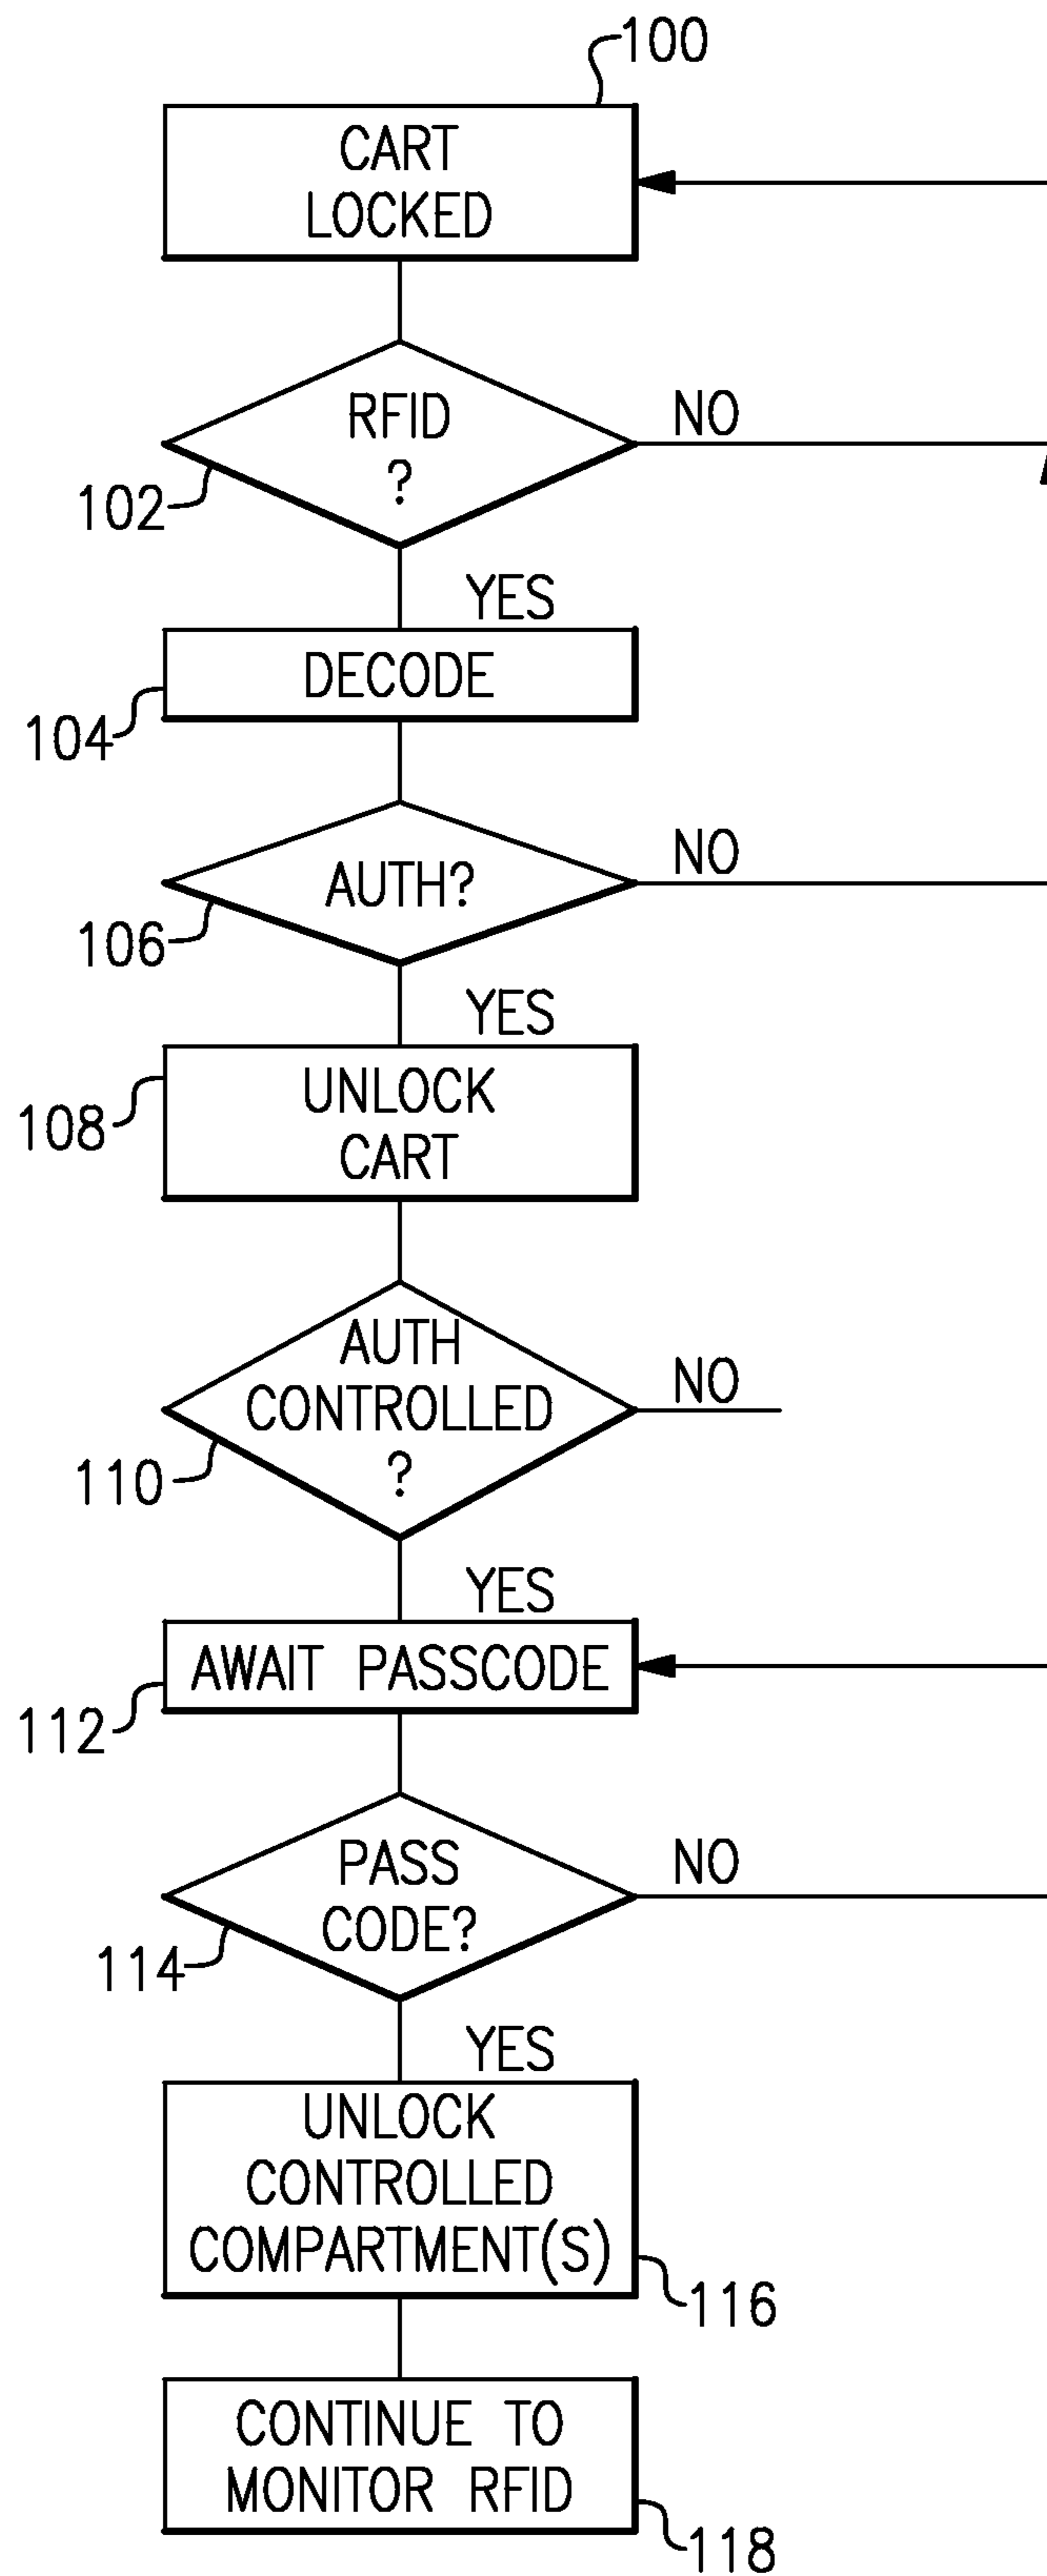 100
CART
LOCKED
RFID
?
NO
102
YES
DECODE
104
AUTH?
NO
106
YES
UNLOCK
CART
108
AUTH
CONTROLLED
?
NO
110
YES
AWAIT PASSCODE
112
PASS
CODE?
NO
114
YES
UNLOCK
CONTROLLED
COMPARTMENT(S)
116
CONTINUE TO
MONITOR RFID
118